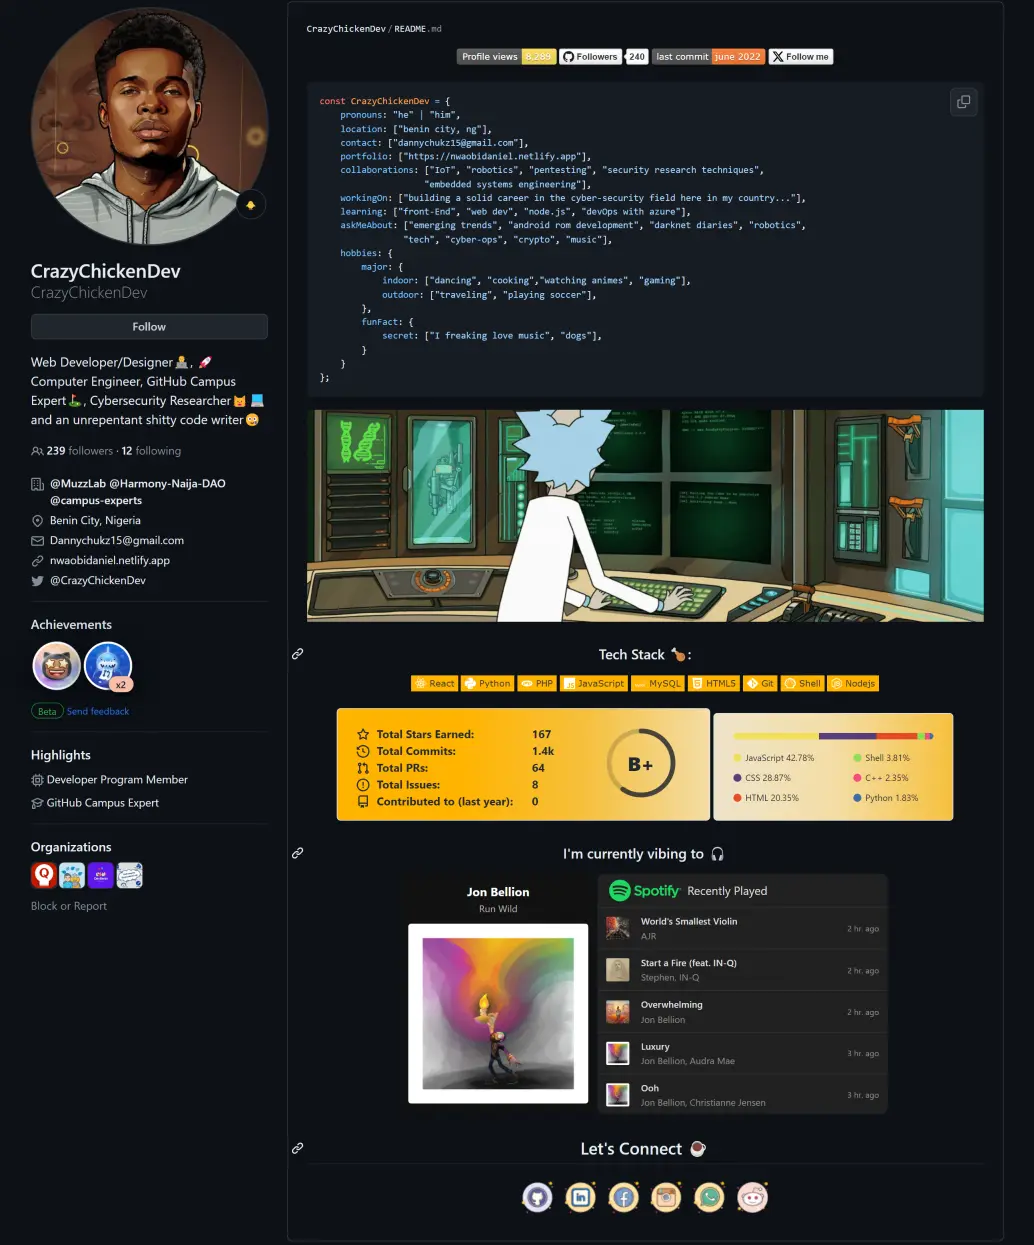 CrazyChickenDev
CrazyChickenDev
Follow
Web Developer/Designer🧑🏽‍💻, 🚀
Computer Engineer, GitHub Campus
Expert⛳, Cybersecurity Researcher😼 💻
and an unrepentant shitty code writer🤪
239 followers · 12 following
@MuzzLab @Harmony-Naija-DAO
@campus-experts
Benin City, Nigeria
Dannychukz15@gmail.com
nwaobidaniel.netlify.app
@CrazyChickenDev
Achievements
x2
Beta Send feedback
Highlights
Developer Program Member
GitHub Campus Expert
Organizations
Block or Report
CrazyChickenDev / README.md
Profile views 8,289 Followers 240 last commit june 2022 Follow me
const CrazyChickenDev = {
pronouns: "he" | "him",
location: ["benin city, ng"],
contact: ["dannychukz15@gmail.com"],
portfolio: ["https://nwaobidaniel.netlify.app"],
collaborations: ["IoT", "robotics", "pentesting", "security research techniques",
"embedded systems engineering"],
workingOn: ["building a solid career in the cyber-security field here in my country..."],
learning: ["front-End", "web dev", "node.js", "devOps with azure"],
askMeAbout: ["emerging trends", "android rom development", "darknet diaries", "robotics",
"tech", "cyber-ops", "crypto", "music"],
hobbies: {
major: {
indoor: ["dancing", "cooking","watching animes", "gaming"],
outdoor: ["traveling", "playing soccer"],
},
funFact: {
secret: ["I freaking love music", "dogs"],
}
}
};
Tech Stack 🍗:
React Python PHP JavaScript MySQL HTML5 Git Shell Nodejs
Total Stars Earned: 167
Total Commits: 1.4k
Total PRs: 64
Total Issues: 8
Contributed to (last year): 0
B+
JavaScript 42.78% Shell 3.81%
CSS 28.87% C++ 2.35%
HTML 20.35% Python 1.83%
I'm currently vibing to 🎧
Jon Bellion
Run Wild
Spotify Recently Played
World's Smallest Violin
AJR
2 hr. ago
Start a Fire (feat. IN-Q)
Stephen, IN-Q
2 hr. ago
Overwhelming
Jon Bellion
2 hr. ago
Luxury
Jon Bellion, Audra Mae
3 hr. ago
Ooh
Jon Bellion, Christianne Jensen
3 hr. ago
Let's Connect ☕